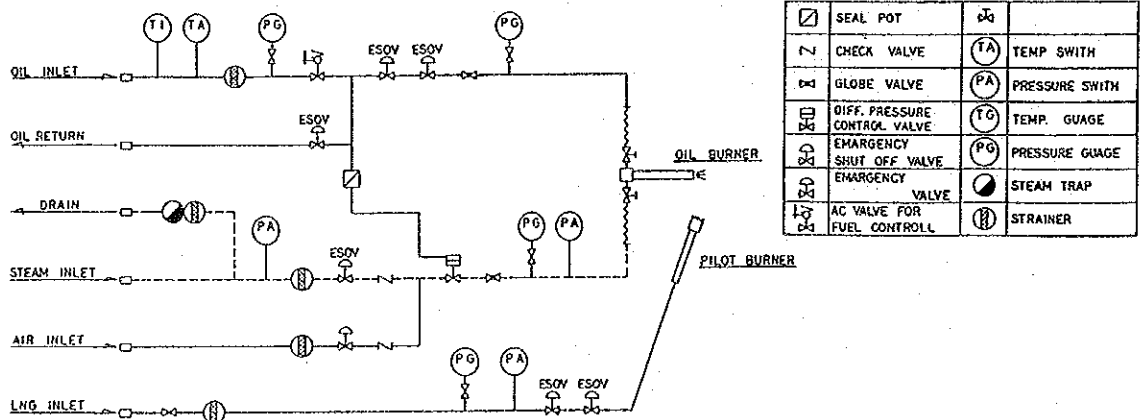 TI TA PG PG
ESOV ESOV
OIL INLET
ESOV
OIL RETURN
OIL BURNER
DRAIN
PA PG PA
ESOV
STEAM INLET
PILOT BURNER
AIR INLET
PG PA
ESOV ESOV
LNG INLET
SEAL POT
CHECK VALVE TA TEMP SWITH
GLOBE VALVE PA PRESSURE SWITH
DIFF. PRESSURE
CONTROL VALVE TG TEMP. GUAGE
EMARGENCY
SHUT OFF VALVE PG PRESSURE GUAGE
EMARGENCY
VALVE STEAM TRAP
AC VALVE FOR
FUEL CONTROLL STRAINER